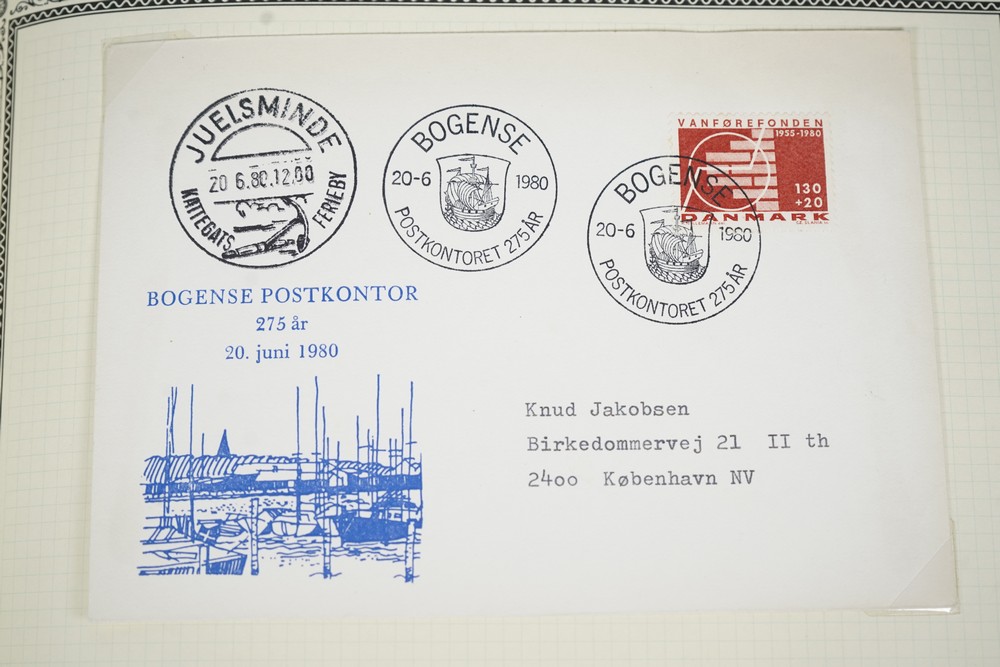 JUELSMINDE
20 6.80.12.00
KATTEGATS FERIEBY
BOGENSE
20-6 1980
POSTKONTORET 275 ÅR
BOGENSE
20-6 1980
POSTKONTORET 275 ÅR
VANFØREFONDEN
1955-1980
130
+20
DANMARK
BOGENSE POSTKONTOR
275 år
20. juni 1980
Knud Jakobsen
Birkedommervej 21 II th
2400 København NV